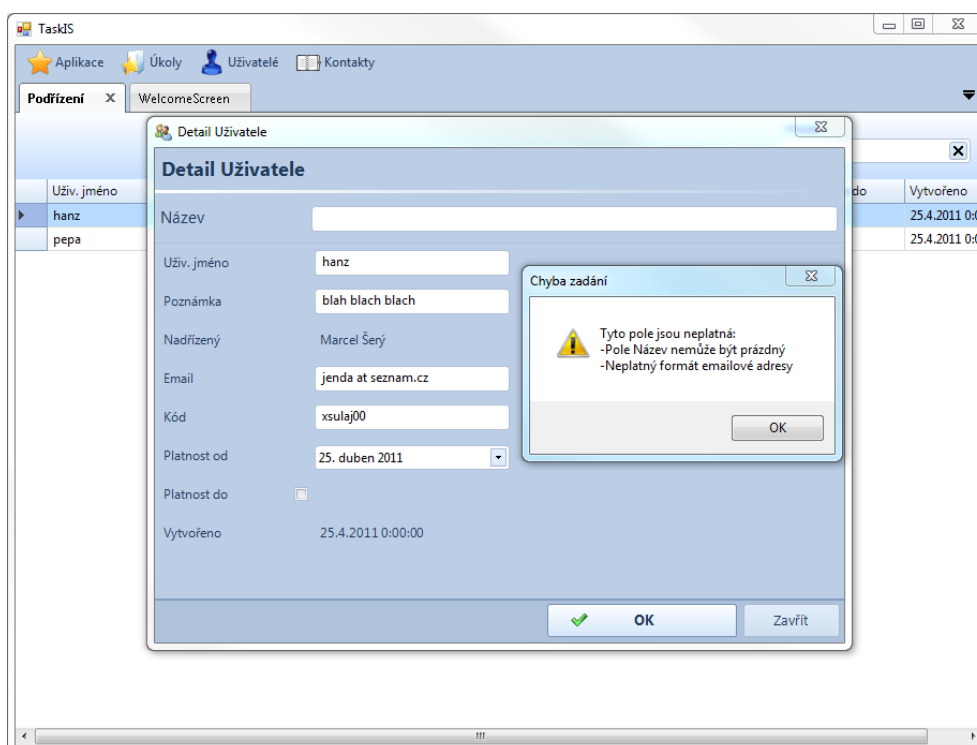 TaskIS
Aplikace Úkoly Uživatelé Kontakty
Podřízení X WelcomeScreen
Detail Uživatele
Detail Uživatele
Uživ. jméno do Vytvořeno
hanz 25.4.2011 0:0
pepa 25.4.2011 0:0
Název
Uživ. jméno hanz
Poznámka blah blach blach
Nadřízený Marcel Šerý
Email jenda at seznam.cz
Kód xsulaj00
Platnost od 25. duben 2011
Platnost do
Vytvořeno 25.4.2011 0:00:00
Chyba zadání
Tyto pole jsou neplatná:
-Pole Název nemůže být prázdný
-Neplatný formát emailové adresy
OK
OK Zavřít